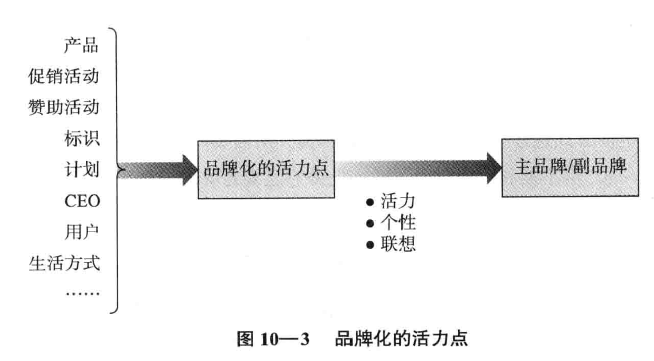 产品
促销活动
赞助活动
标识
计划
CEO
用户
生活方式
……
品牌化的活力点
主品牌/副品牌
● 活力
● 个性
● 联想
图 10—3 品牌化的活力点